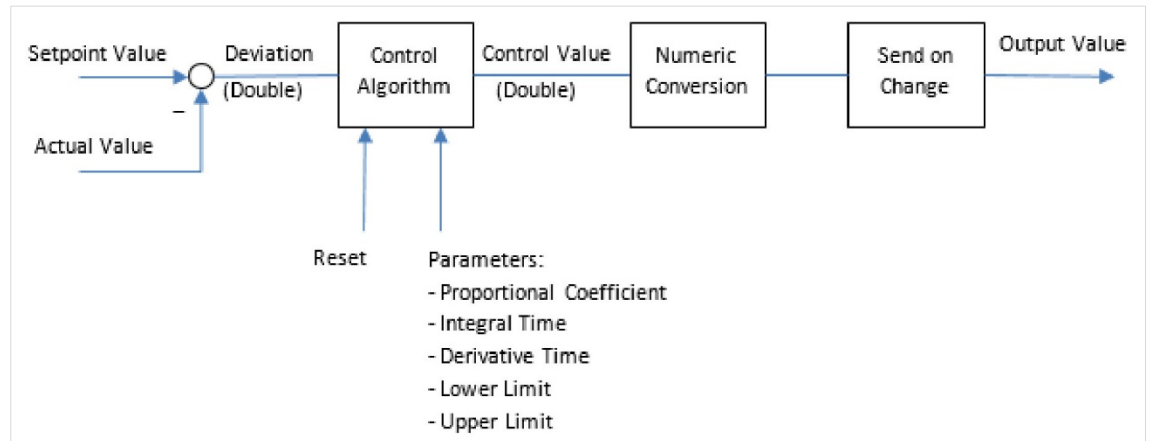 Setpoint Value
Deviation
(Double)
Control
Algorithm
Control Value
(Double)
Numeric
Conversion
Send on
Change
Output Value
–
Actual Value
Reset
Parameters:
- Proportional Coefficient
- Integral Time
- Derivative Time
- Lower Limit
- Upper Limit